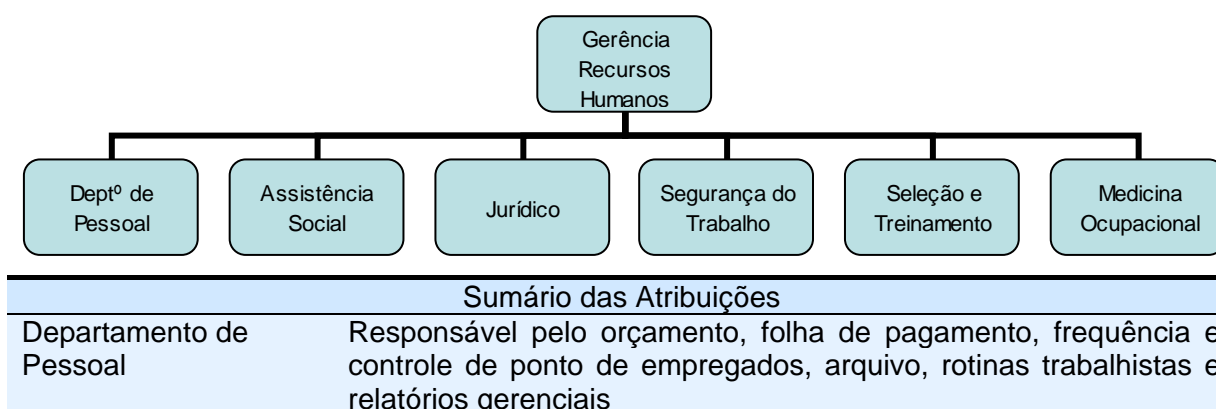 Gerência
Recursos
Humanos
Deptº de
Pessoal
Assistência
Social
Jurídico
Segurança do
Trabalho
Seleção e
Treinamento
Medicina
Ocupacional
Sumário das Atribuições
Departamento de
Pessoal
Responsável pelo orçamento, folha de pagamento, frequência e
controle de ponto de empregados, arquivo, rotinas trabalhistas e
relatórios gerenciais